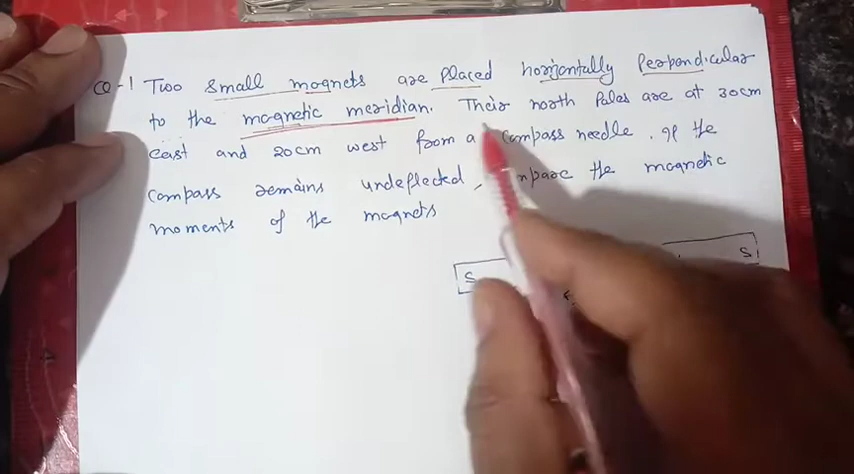 Q-1 Two small magnets are placed horizontally Perpendicular
to the magnetic meridian. Their north Poles are at 30cm
east and 20cm west from a compass needle. If the
compass remains undeflected, the magnetic
moments of the magnets
S S